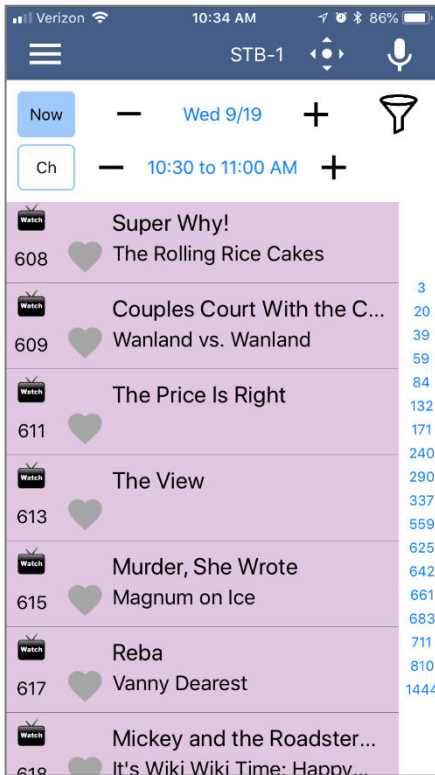 Verizon 10:34 AM 86%
STB-1
Now Wed 9/19
Ch 10:30 to 11:00 AM
Watch
608
Super Why!
The Rolling Rice Cakes
Watch
609
Couples Court With the C...
Wanland vs. Wanland
Watch
611
The Price Is Right
Watch
613
The View
Watch
615
Murder, She Wrote
Magnum on Ice
Watch
617
Reba
Vanny Dearest
Watch
618
Mickey and the Roadster...
It's Wiki Wiki Time; Happy...
3
20
39
59
84
132
171
240
290
337
559
625
642
661
683
711
810
1444